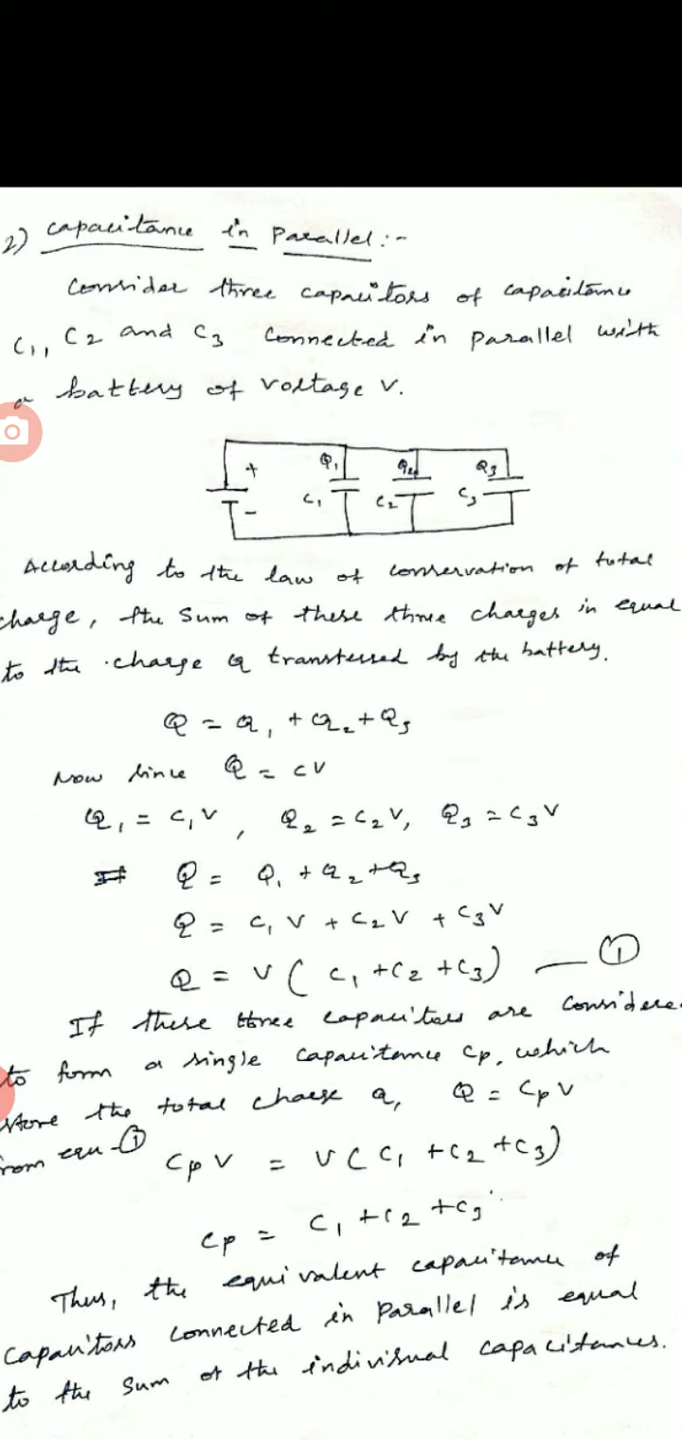 2) capacitance in Parallel:-
Consider three capacitors of capacitance
C₁, C₂ and C₃ connected in parallel with
a battery of voltage V.
+ Q₁ Q₂ Q₃
- C₁ C₂ C₃
According to the law of conservation of total
charge, the sum of these three charges in equal
to the charge Q transferred by the battery.
Q = Q₁ + Q₂ + Q₃
Now since Q = CV
Q₁ = C₁V, Q₂ = C₂V, Q₃ = C₃V
Q = Q₁ + Q₂ + Q₃
Q = C₁V + C₂V + C₃V
Q = V (C₁ + C₂ + C₃) — ①
If these three capacitors are considere
to form a single capacitance Cp, which
store the total charge Q, Q = CpV
from equ-① CpV = V(C₁ + C₂ + C₃)
Cp = C₁ + C₂ + C₃
Thus, the equivalent capacitance of
capacitors connected in Parallel is equal
to the sum of the individual capacitances.